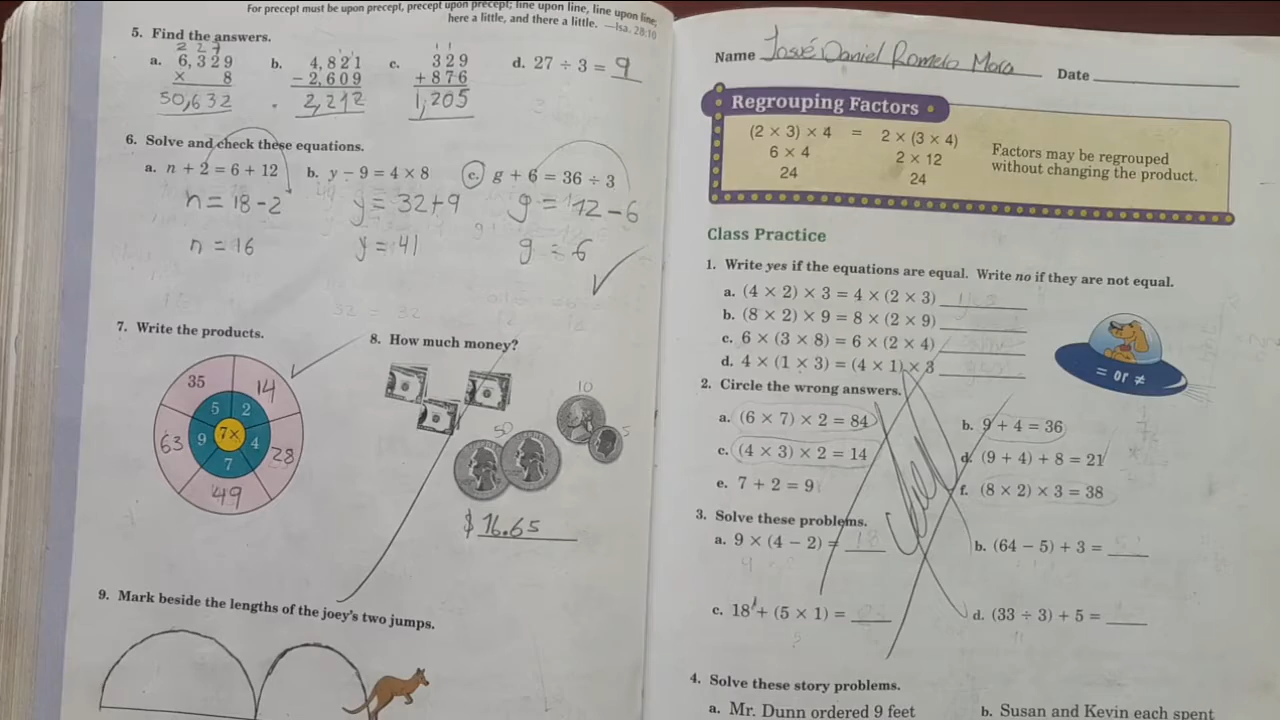 For precept must be upon precept, precept upon precept; line upon line, line upon line;
here a little, and there a little. —Isa. 28:10
5. Find the answers.
2 2 7
a. 6,329 b. 4,821 c. 329 d. 27 ÷ 3 = 9
× 8 − 2,609 + 876
50,632 2,212 1,205
6. Solve and check these equations.
a. n + 2 = 6 + 12 b. y − 9 = 4 × 8 c. g + 6 = 36 ÷ 3
n = 18 - 2 y = 32 + 9 g = 12 - 6
n = 16 y = 41 g = 6
32 = 32
7. Write the products.
35 14
5 2
63 9 7× 4 28
7
49
8. How much money?
10
50 5
$ 16.65
9. Mark beside the lengths of the joey's two jumps.
Name Josué Daniel Romelo Mora Date
Regrouping Factors
(2 × 3) × 4 = 2 × (3 × 4)
6 × 4 2 × 12
24 24
Factors may be regrouped
without changing the product.
Class Practice
1. Write yes if the equations are equal. Write no if they are not equal.
a. (4 × 2) × 3 = 4 × (2 × 3) yes
b. (8 × 2) × 9 = 8 × (2 × 9)
c. 6 × (3 × 8) = 6 × (2 × 4)
d. 4 × (1 × 3) = (4 × 1) × 3
= or ≠
2. Circle the wrong answers.
a. (6 × 7) × 2 = 84 b. 9 + 4 = 36
c. (4 × 3) × 2 = 14 d. (9 + 4) + 8 = 21
e. 7 + 2 = 9 f. (8 × 2) × 3 = 38
3. Solve these problems.
a. 9 × (4 − 2) = 18 b. (64 − 5) + 3 =
c. 18 + (5 × 1) = d. (33 ÷ 3) + 5 =
4. Solve these story problems.
a. Mr. Dunn ordered 9 feet b. Susan and Kevin each spent